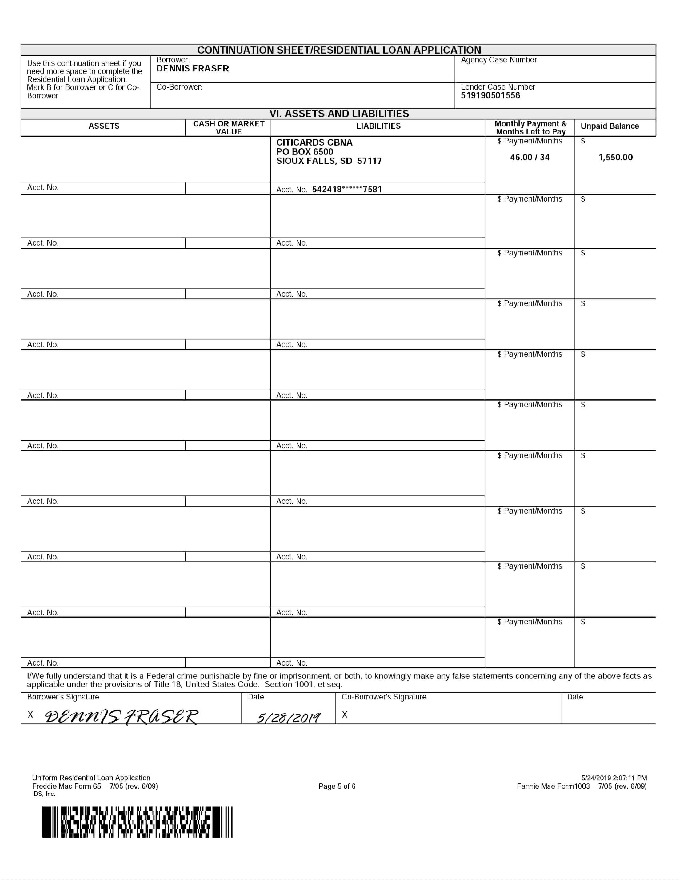 CONTINUATION SHEET/RESIDENTIAL LOAN APPLICATION
Use this continuation sheet if you
need more space to complete the
Residential Loan Application.
Mark B for Borrower or C for Co-
Borrower
Borrower:
DENNIS FRASER
Agency Case Number
Co-Borrower:
Lender Case Number
519190501556
VI. ASSETS AND LIABILITIES
ASSETS
CASH OR MARKET
VALUE
LIABILITIES
Monthly Payment &
Months Left to Pay
Unpaid Balance
CITICARDS CBNA
PO BOX 6500
SIOUX FALLS, SD 57117
$ Payment/Months
46.00 / 34
$
1,550.00
Acct. No.
Acct. No. 542418******7581
$ Payment/Months
$
Acct. No.
Acct. No.
$ Payment/Months
$
Acct. No.
Acct. No.
$ Payment/Months
$
Acct. No.
Acct. No.
$ Payment/Months
$
Acct. No.
Acct. No.
$ Payment/Months
$
Acct. No.
Acct. No.
$ Payment/Months
$
Acct. No.
Acct. No.
$ Payment/Months
$
Acct. No.
Acct. No.
$ Payment/Months
$
Acct. No.
Acct. No.
$ Payment/Months
$
Acct. No.
Acct. No.
I/We fully understand that it is a Federal crime punishable by fine or imprisonment, or both, to knowingly make any false statements concerning any of the above facts as
applicable under the provisions of Title 18, United States Code, Section 1001, et seq.
Borrower's Signature
Date
Co-Borrower's Signature
Date
X DENNIS FRASER
5/28/2019
X
Uniform Residential Loan Application
Freddie Mac Form 65 7/05 (rev. 6/09)
IDS, Inc.
Page 5 of 6
5/24/2019 2:07:11 PM
Fannie Mae Form1003 7/05 (rev. 6/09)